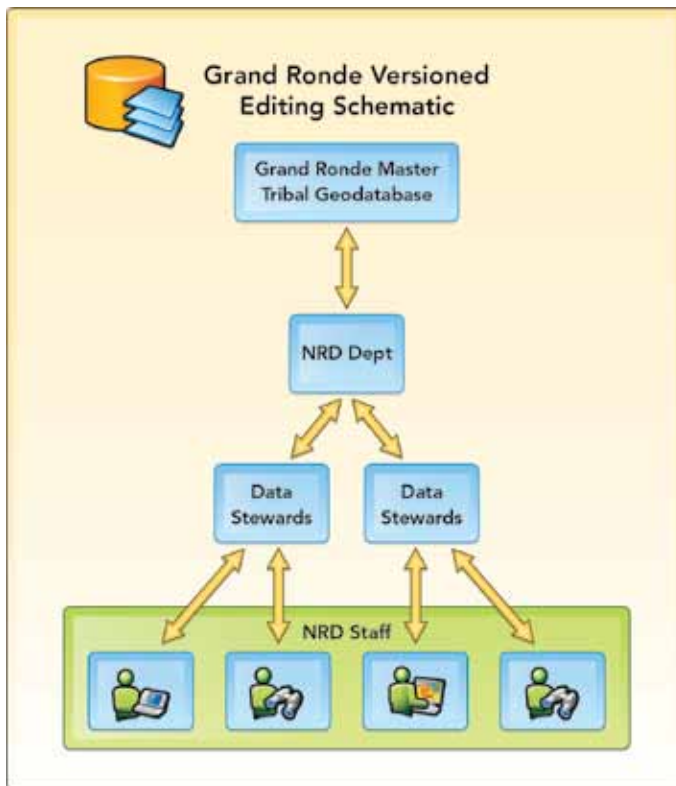 Grand Ronde Versioned
Editing Schematic
Grand Ronde Master
Tribal Geodatabase
NRD Dept
Data
Stewards
Data
Stewards
NRD Staff